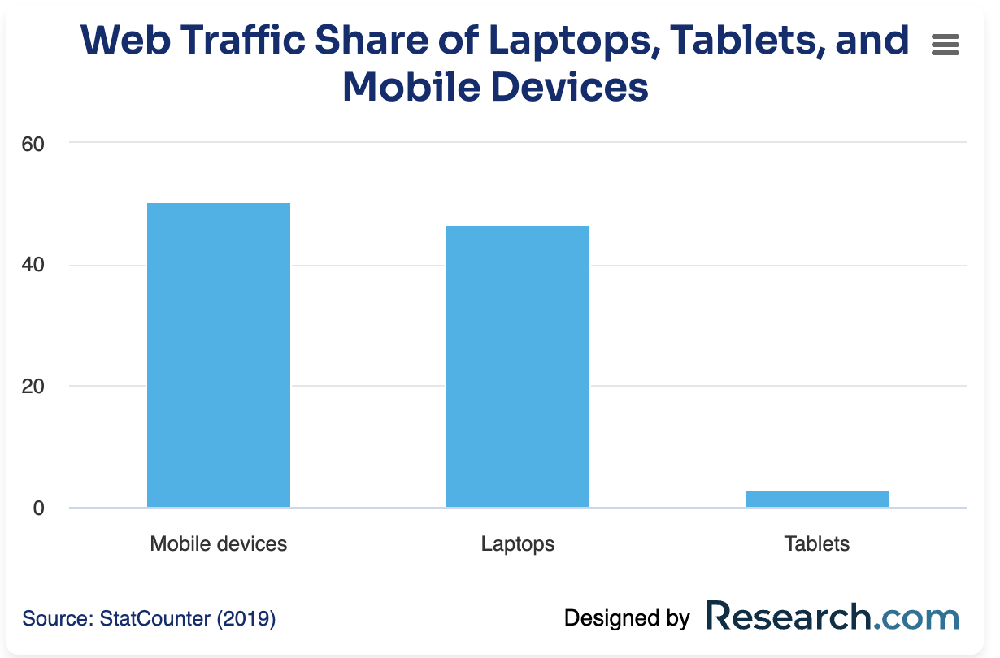 Web Traffic Share of Laptops, Tablets, and
Mobile Devices
60
40
20
0
Mobile devices
Laptops
Tablets
Source: StatCounter (2019)
Designed by Research.com